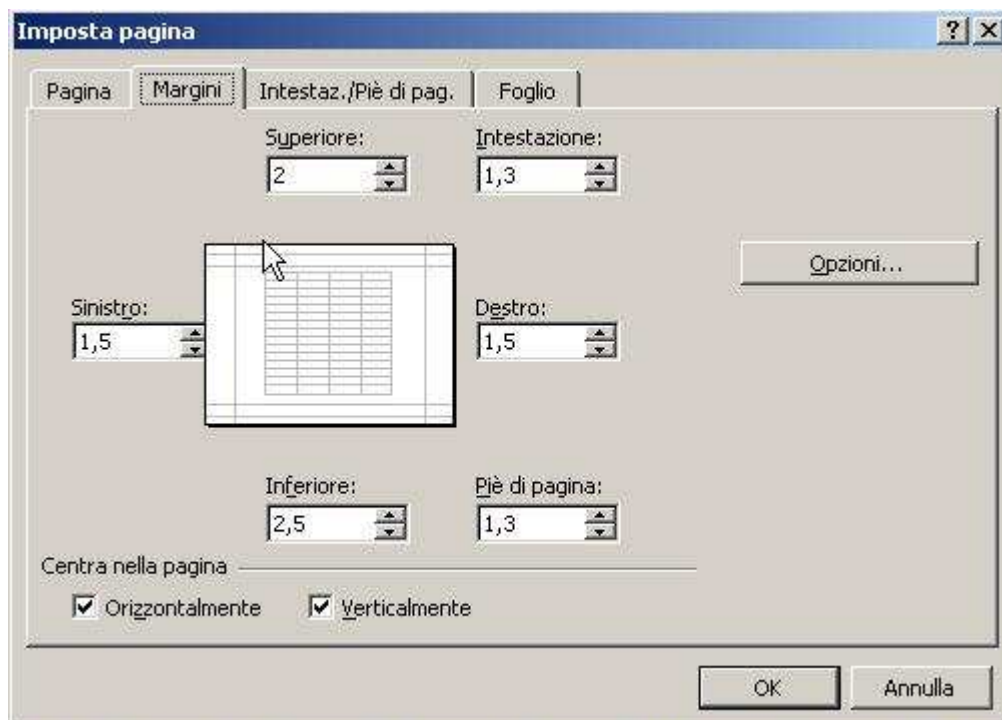 Imposta pagina
Pagina Margini Intestaz./Piè di pag. Foglio
Superiore: Intestazione:
2 1,3
Opzioni...
Sinistro: Destro:
1,5 1,5
Inferiore: Piè di pagina:
2,5 1,3
Centra nella pagina
Orizzontalmente Verticalmente
OK Annulla